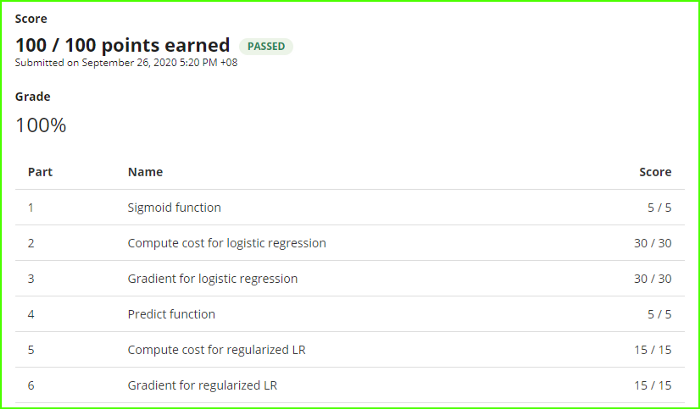 Score
100 / 100 points earned PASSED
Submitted on September 26, 2020 5:20 PM +08
Grade
100%
Part Name Score
1 Sigmoid function 5 / 5
2 Compute cost for logistic regression 30 / 30
3 Gradient for logistic regression 30 / 30
4 Predict function 5 / 5
5 Compute cost for regularized LR 15 / 15
6 Gradient for regularized LR 15 / 15